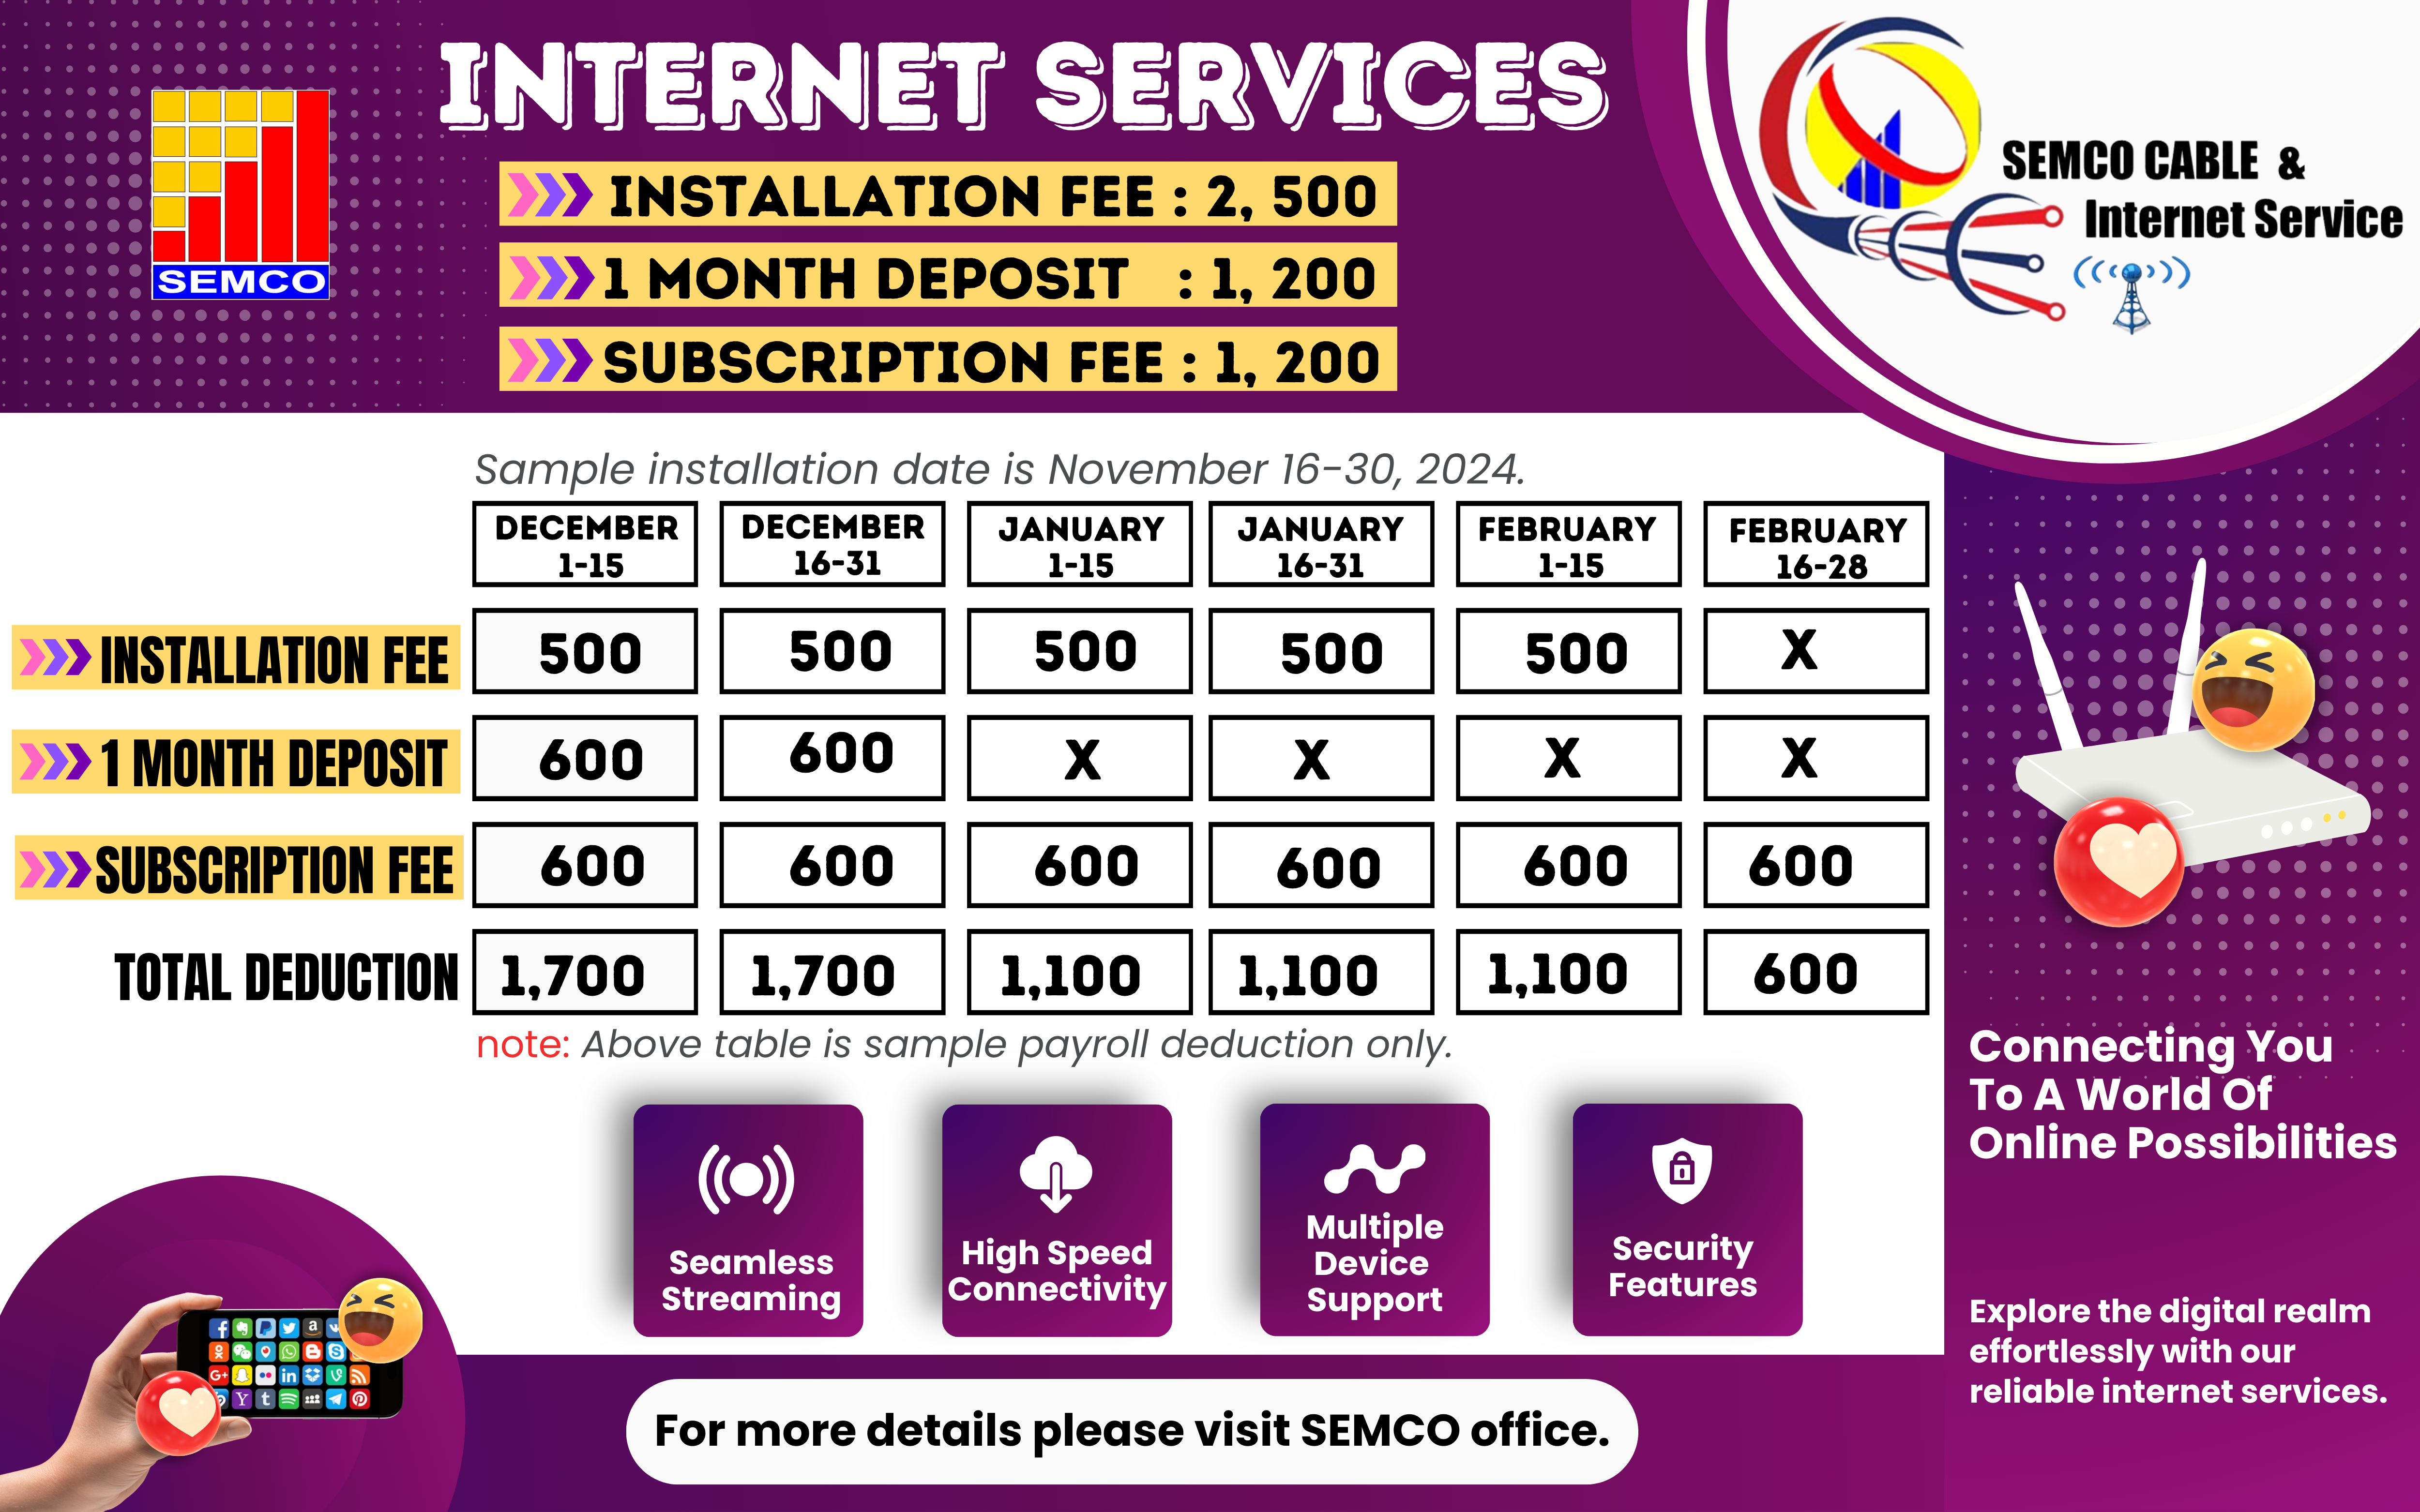 INTERNET SERVICES
SEMCO
INSTALLATION FEE : 2, 500
1 MONTH DEPOSIT : 1, 200
SUBSCRIPTION FEE : 1, 200
SEMCO CABLE &
Internet Service
Sample installation date is November 16-30, 2024.
DECEMBER 1-15 DECEMBER 16-31 JANUARY 1-15 JANUARY 16-31 FEBRUARY 1-15 FEBRUARY 16-28
INSTALLATION FEE 500 500 500 500 500 X
1 MONTH DEPOSIT 600 600 X X X X
SUBSCRIPTION FEE 600 600 600 600 600 600
TOTAL DEDUCTION 1,700 1,700 1,100 1,100 1,100 600
note: Above table is sample payroll deduction only.
Seamless
Streaming
High Speed
Connectivity
Multiple
Device
Support
Security
Features
Connecting You
To A World Of
Online Possibilities
Explore the digital realm
effortlessly with our
reliable internet services.
For more details please visit SEMCO office.